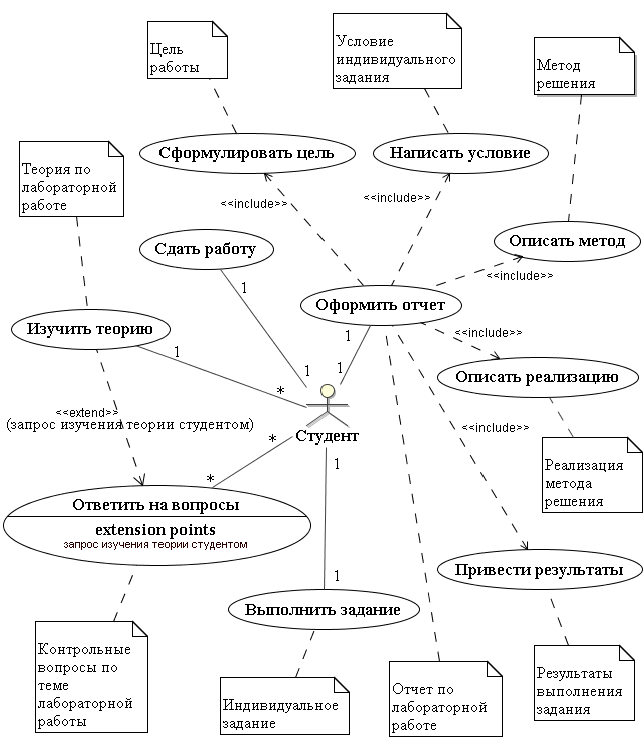 Цель
работы
Условие
индивидуального
задания
Метод
решения
Сформулировать цель
Написать условие
Теория по
лабораторной
работе
<<include>>
<<include>>
Сдать работу
Описать метод
<<include>>
1
Оформить отчет
Изучить теорию
1
1
<<include>>
1
1
*
Описать реализацию
<<extend>>
(запрос изучения теории студентом)
*
Студент
<<include>>
1
*
Реализация
метода
решения
Ответить на вопросы
extension points
запрос изучения теории студентом
1
Привести результаты
Выполнить задание
Контрольные
вопросы по
теме
лабораторной
работы
Индивидуальное
задание
Отчет по
лабораторной
работе
Результаты
выполнения
задания